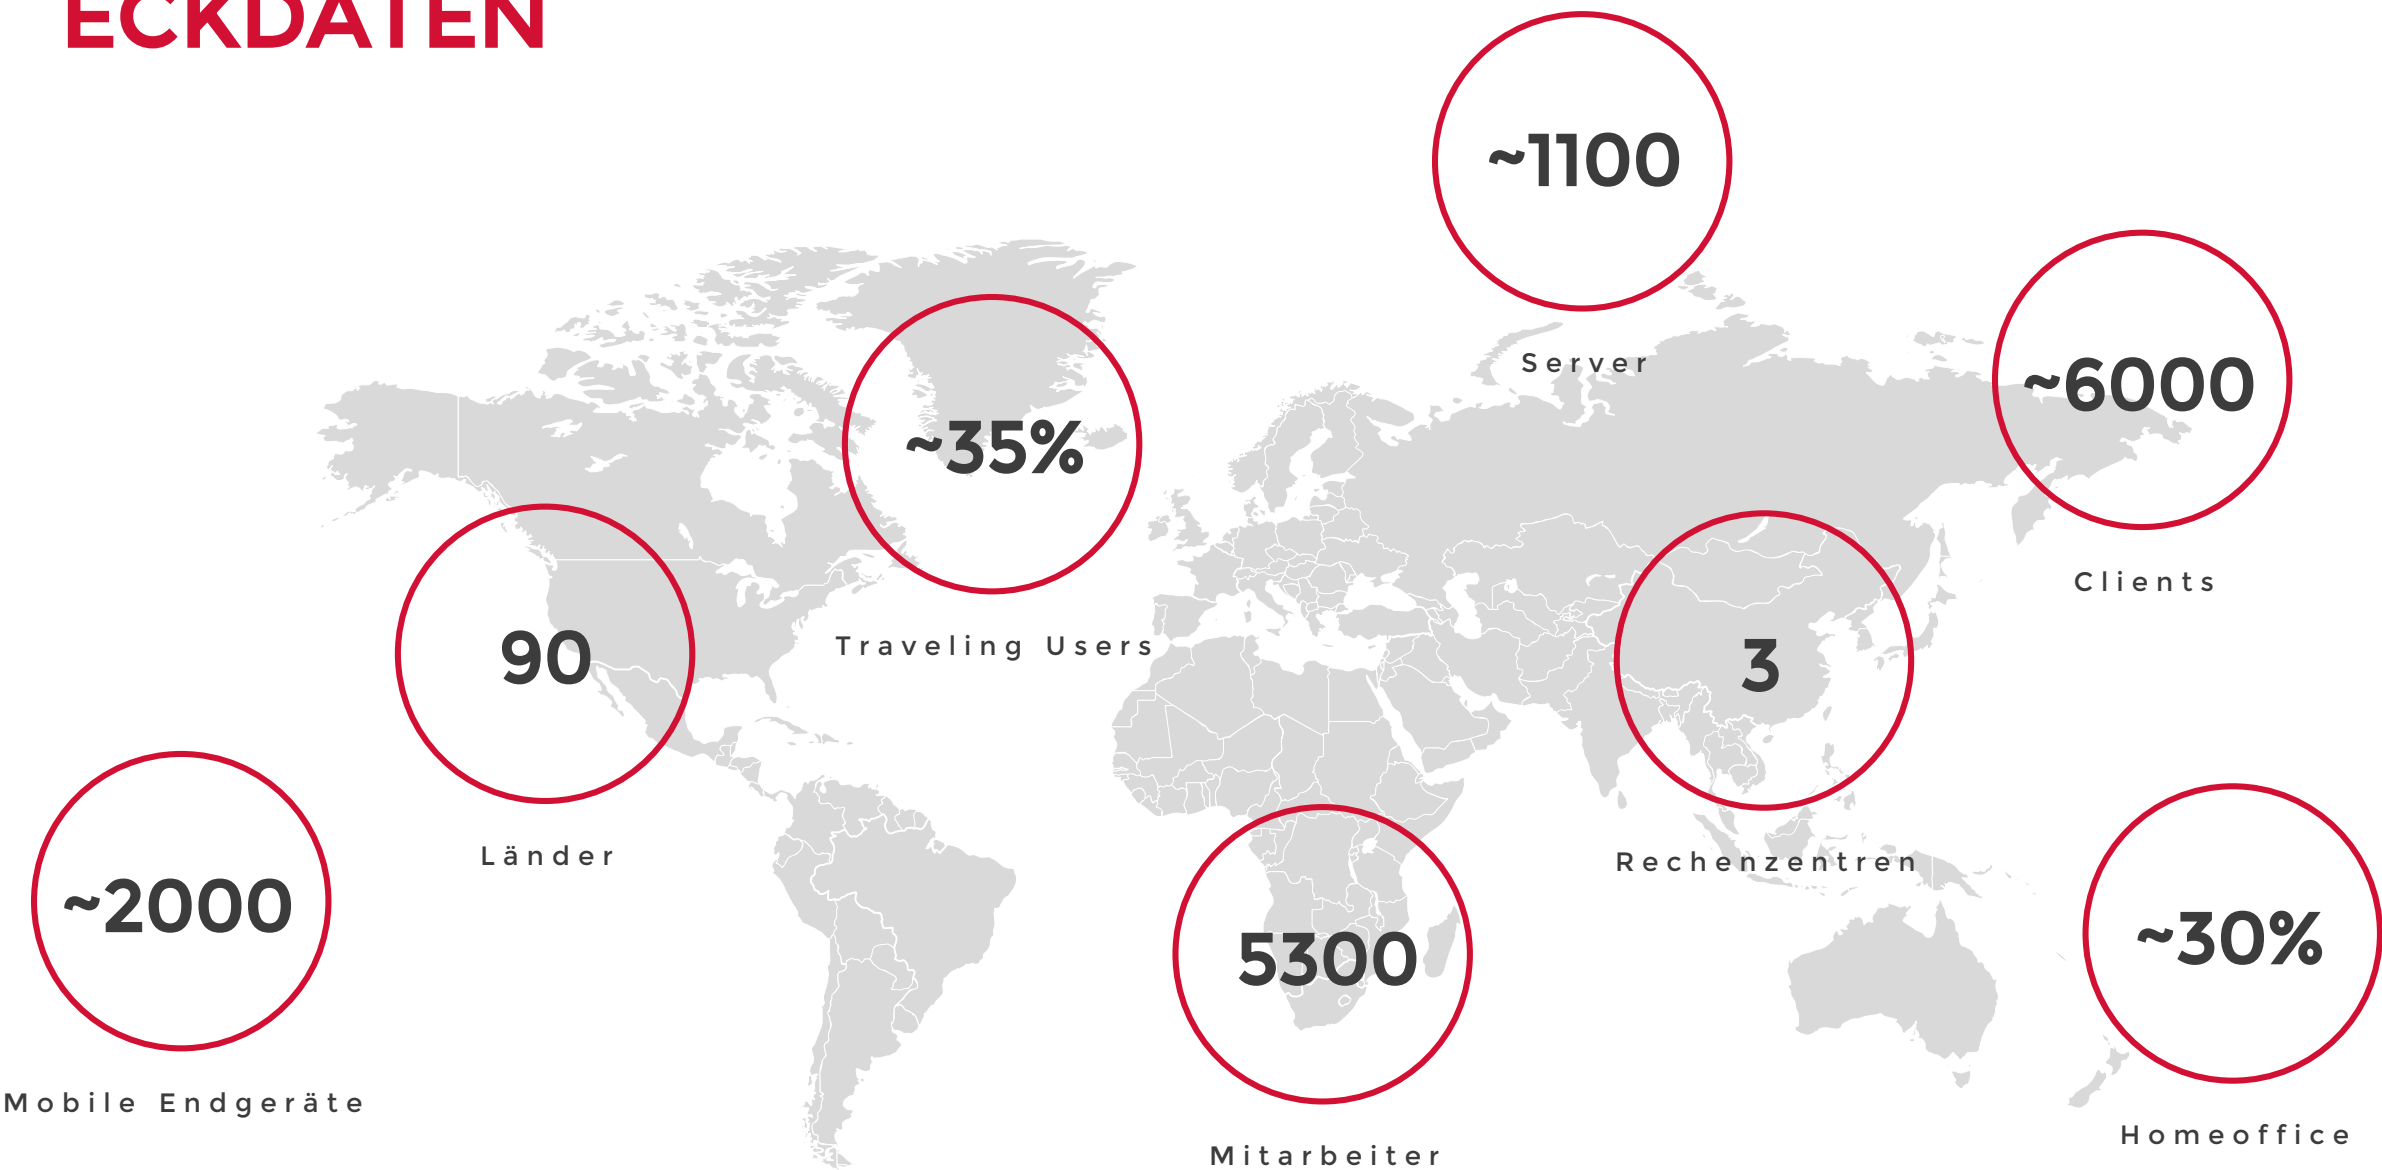 ECKDATEN
~1100
Server
~6000
Clients
~35%
Traveling Users
90
Länder
3
Rechenzentren
~2000
Mobile Endgeräte
5300
Mitarbeiter
~30%
Homeoffice